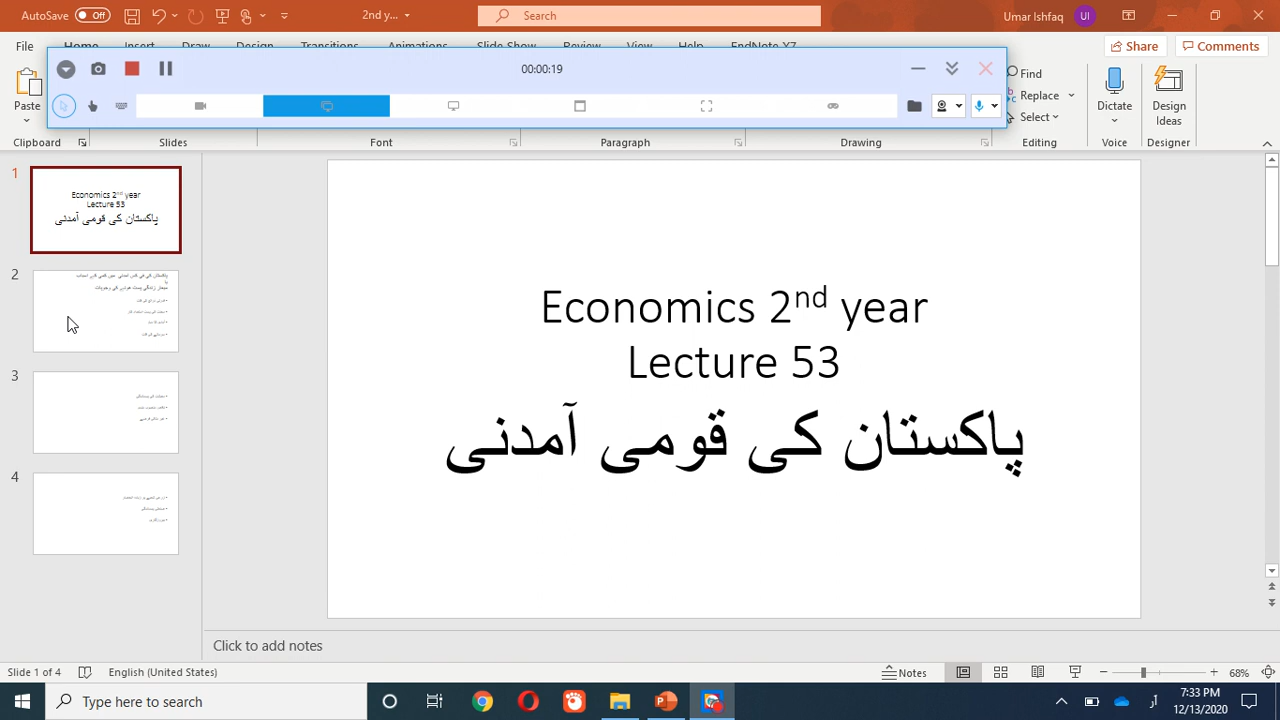 AutoSave Off 2nd y... Search Umar Ishfaq UI
File Home Insert Draw Design Transitions Animations Slide Show Review View Help EndNote X7 Share Comments
00:00:19
Paste Find Replace Select Dictate Design Ideas
Clipboard Slides Font Paragraph Drawing Editing Voice Designer
1
Economics 2nd year
Lecture 53
پاکستان کی قومی آمدنی
2
3
4
Economics 2nd year
Lecture 53
پاکستان کی قومی آمدنی
Click to add notes
Slide 1 of 4 English (United States) Notes 68%
Type here to search
7:33 PM
12/13/2020